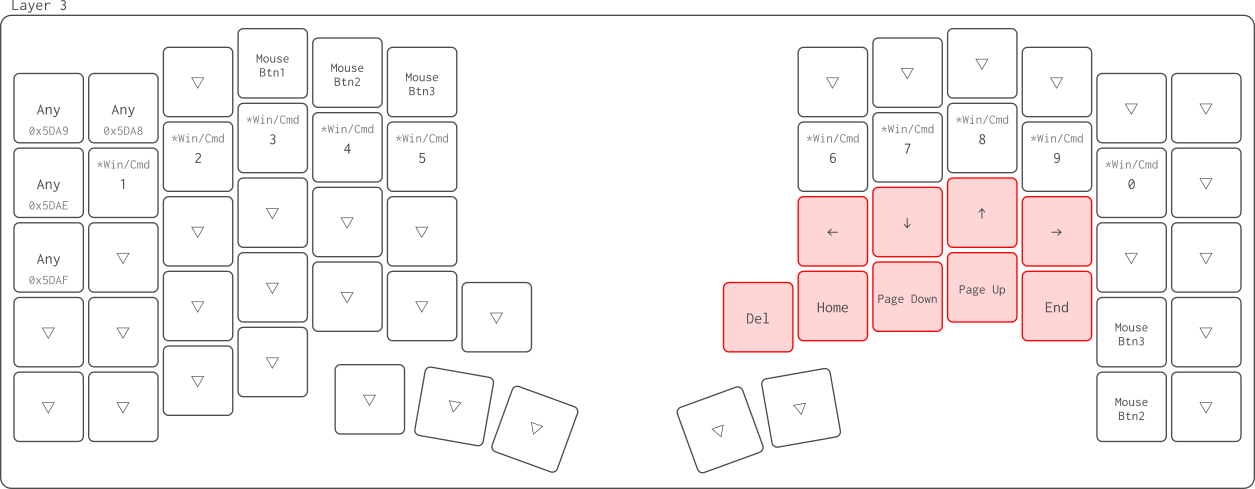 Layer 3
Any
0x5DA9
Any
0x5DA8
▽
Mouse
Btn1
Mouse
Btn2
Mouse
Btn3
▽
▽
▽
▽
▽
▽
Any
0x5DAE
*Win/Cmd
1
*Win/Cmd
2
*Win/Cmd
3
*Win/Cmd
4
*Win/Cmd
5
*Win/Cmd
6
*Win/Cmd
7
*Win/Cmd
8
*Win/Cmd
9
*Win/Cmd
0
▽
Any
0x5DAF
▽
▽
▽
▽
▽
←
↓
↑
→
▽
▽
▽
▽
▽
▽
▽
▽
▽
Del
Home
Page Down
Page Up
End
Mouse
Btn3
▽
▽
▽
▽
▽
▽
▽
▽
▽
▽
Mouse
Btn2
▽